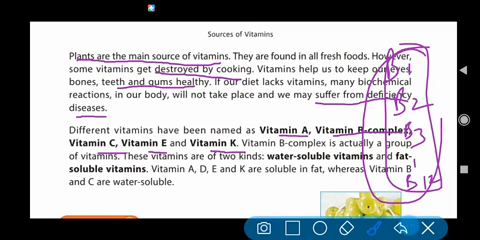 Sources of Vitamins
Plants are the main source of vitamins. They are found in all fresh foods. However,
some vitamins get destroyed by cooking. Vitamins help us to keep our eyes,
bones, teeth and gums healthy. If our diet lacks vitamins, many biochemical
reactions, in our body, will not take place and we may suffer from deficiency
diseases.
Different vitamins have been named as Vitamin A, Vitamin B-complex,
Vitamin C, Vitamin E and Vitamin K. Vitamin B-complex is actually a group
of vitamins. These vitamins are of two kinds: water-soluble vitamins and fat-
soluble vitamins. Vitamin A, D, E and K are soluble in fat, whereas Vitamin B
and C are water-soluble.
B1
B2
B3
B12